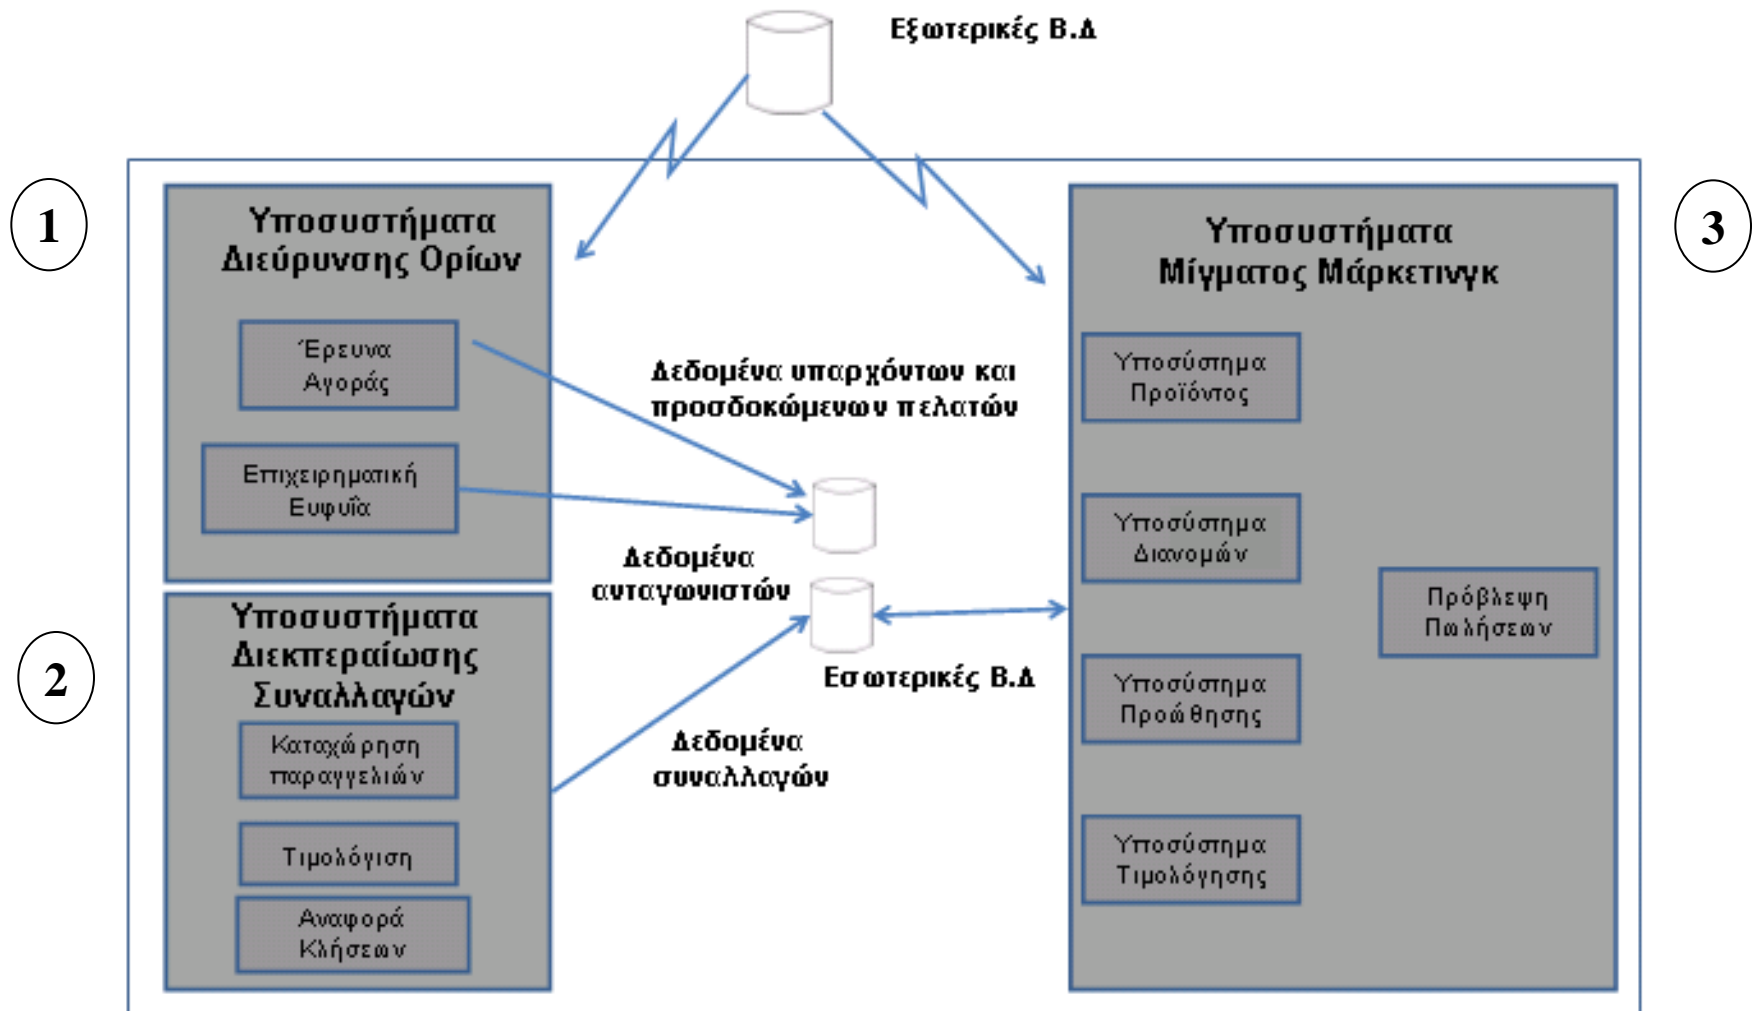 Εξωτερικές Β.Δ
1
Υποσυστήματα
Διεύρυνσης Ορίων
Έρευνα
Αγοράς
Επιχειρηματική
Ευφυΐα
2
Υποσυστήματα
Διεκπεραίωσης
Συναλλαγών
Καταχώρηση
παραγγελιών
Τιμολόγιση
Αναφορά
Κλήσεων
Δεδομένα υπαρχόντων και
προσδοκώμενων πελατών
Δεδομένα
ανταγωνιστών
Εσωτερικές Β.Δ
Δεδομένα
συναλλαγών
3
Υποσυστήματα
Μίγματος Μάρκετινγκ
Υποσύστημα
Προϊόντος
Υποσύστημα
Διανομών
Πρόβλεψη
Πωλήσεων
Υποσύστημα
Προώθησης
Υποσύστημα
Τιμολόγησης